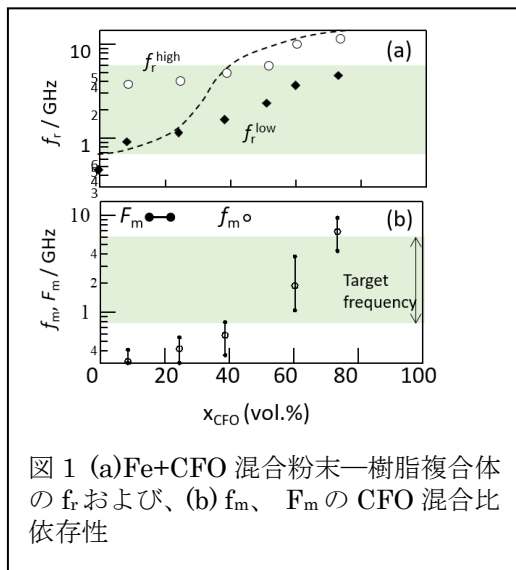 10
(a)
f_r^high
5
4
f_r / GHz
2
f_r^low
1
6
5
4
3
F_m f_m (b)
10
4
f_m, F_m / GHz
2
Target
frequency
1
4
0 20 40 60 80 100
x_CFO (vol.%)
図 1 (a)Fe+CFO 混合粉末―樹脂複合体
の f_r および、(b) f_m、 F_m の CFO 混合比
依存性